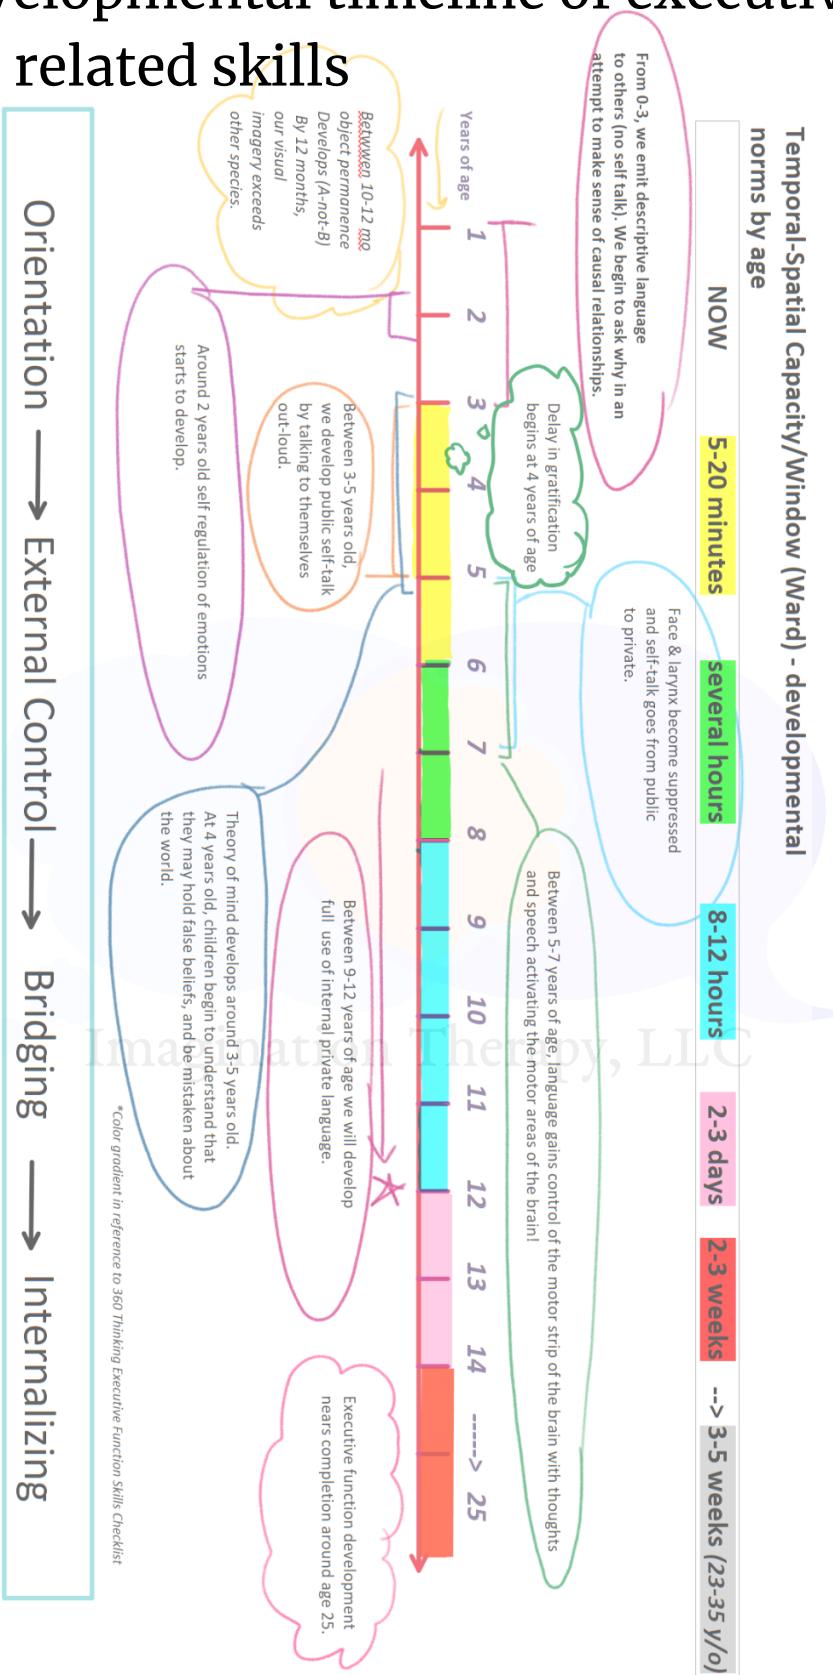 related skills
Temporal-Spatial Capacity/Window (Ward) - developmental
norms by age
NOW 5-20 minutes several hours 8-12 hours 2-3 days 2-3 weeks --> 3-5 weeks (23-35 y/o)
From 0-3, we emit descriptive language
to others (no self talk). We begin to ask why in an
attempt to make sense of causal relationships.
Face & larynx become suppressed
and self-talk goes from public
to private.
Delay in gratification
begins at 4 years of age
Between 5-7 years of age, language gains control of the motor strip of the brain with thoughts
and speech activating the motor areas of the brain!
Years of age 1 2 3 4 5 6 7 8 9 10 11 12 13 14 -----> 25
Betwwen 10-12 mo
object permanence
Develops (A-not-B)
By 12 months,
our visual
imagery exceeds
other species.
Between 3-5 years old,
we develop public self-talk
by talking to themselves
out-loud.
Between 9-12 years of age we will develop
full use of internal private language.
Executive function development
nears completion around age 25.
Around 2 years old self regulation of emotions
starts to develop.
Theory of mind develops around 3-5 years old.
At 4 years old, children begin to understand that
they may hold false beliefs, and be mistaken about
the world.
*Color gradient in reference to 360 Thinking Executive Function Skills Checklist
Orientation → External Control → Bridging → Internalizing
Imagination Therapy, LLC